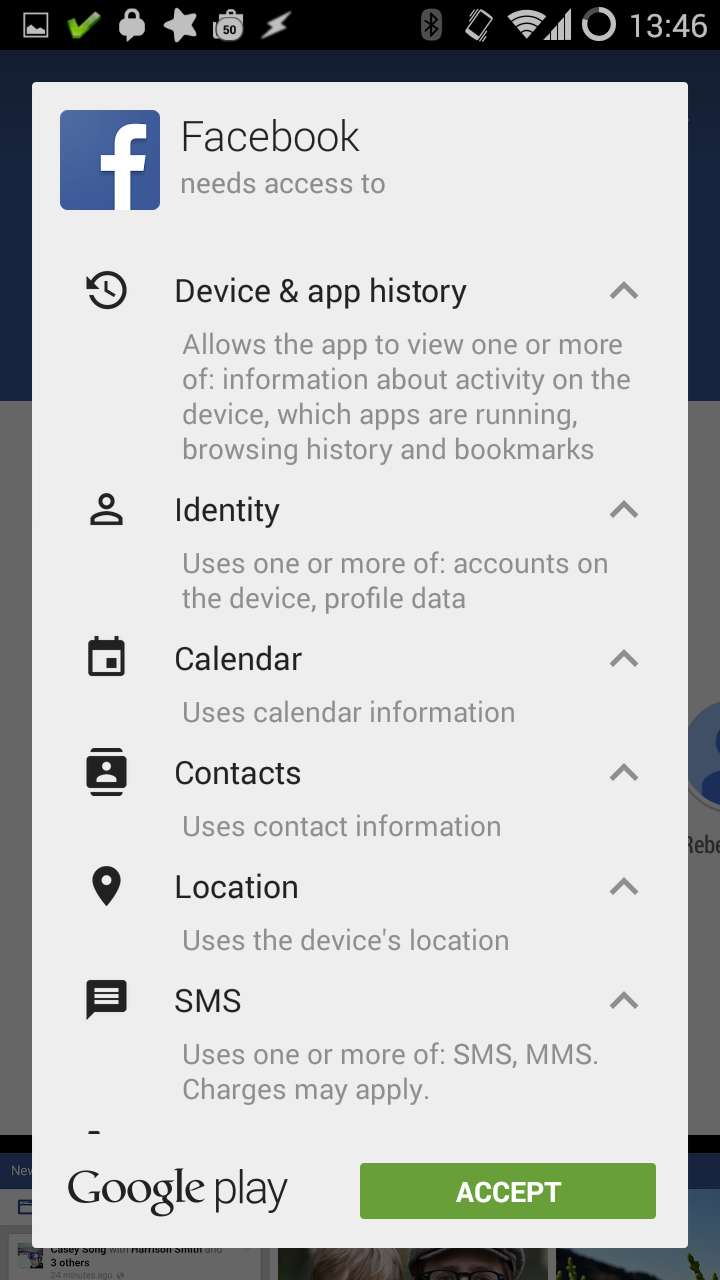 50
13:46
Facebook
needs access to
Device & app history
Allows the app to view one or more
of: information about activity on the
device, which apps are running,
browsing history and bookmarks
Identity
Uses one or more of: accounts on
the device, profile data
Calendar
Uses calendar information
Contacts
Uses contact information
Rebe
Location
Uses the device's location
SMS
Uses one or more of: SMS, MMS.
Charges may apply.
Google play
ACCEPT
New
Casey Song with Harrison Smith and
3 others
24 minutes ago